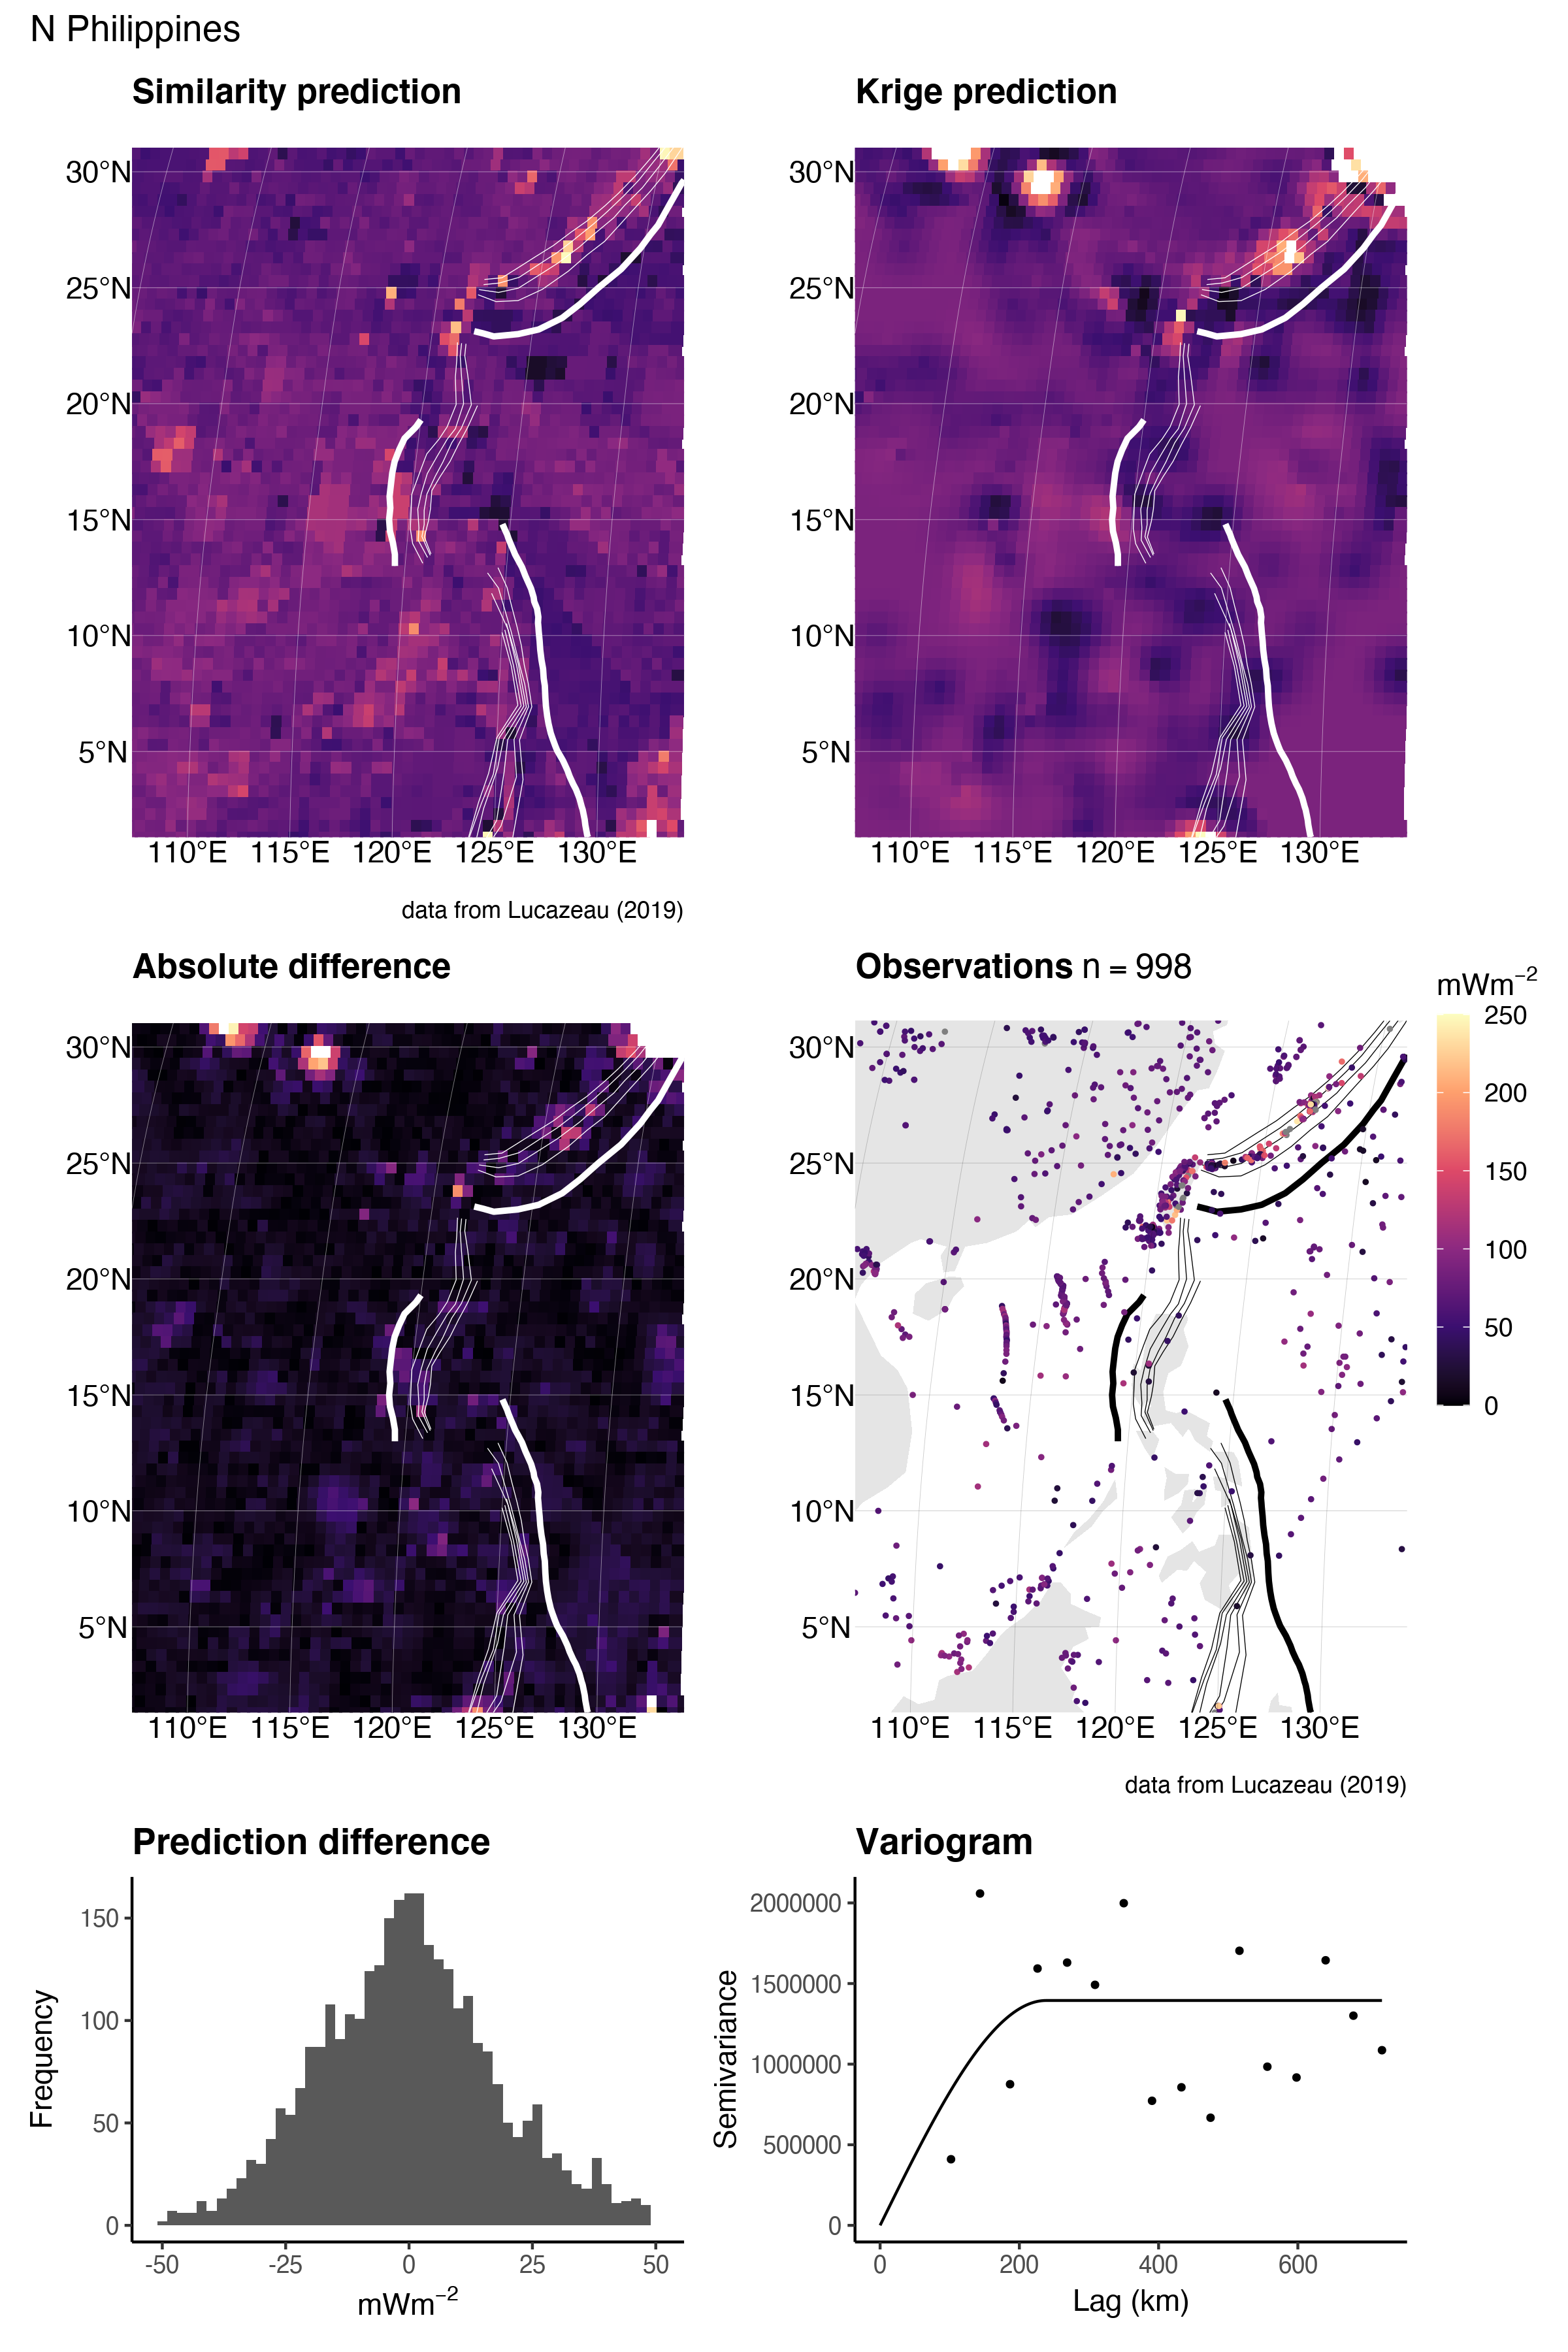 N Philippines
Similarity prediction
Krige prediction
30°N
25°N
20°N
15°N
10°N
5°N
110°E 115°E 120°E 125°E 130°E
30°N
25°N
20°N
15°N
10°N
5°N
110°E 115°E 120°E 125°E 130°E
data from Lucazeau (2019)
Absolute difference
Observations n = 998
30°N
25°N
20°N
15°N
10°N
5°N
110°E 115°E 120°E 125°E 130°E
30°N
25°N
20°N
15°N
10°N
5°N
110°E 115°E 120°E 125°E 130°E
mWm⁻²
250
200
150
100
50
0
data from Lucazeau (2019)
Prediction difference
Variogram
Frequency
150
100
50
0
-50 -25 0 25 50
mWm⁻²
Semivariance
2000000
1500000
1000000
500000
0
0 200 400 600
Lag (km)